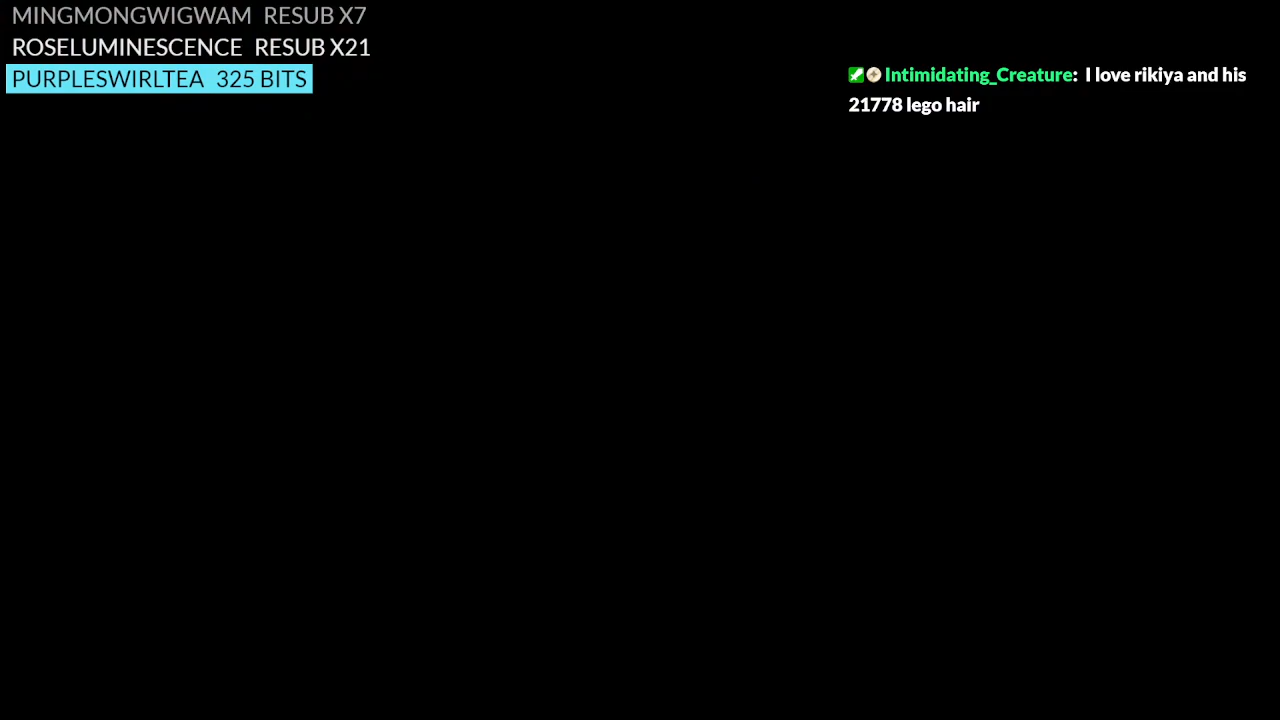 MINGMONGWIGWAM RESUB X7
ROSELUMINESCENCE RESUB X21
PURPLESWIRLTEA 325 BITS
Intimidating_Creature: I love rikiya and his
21778 lego hair